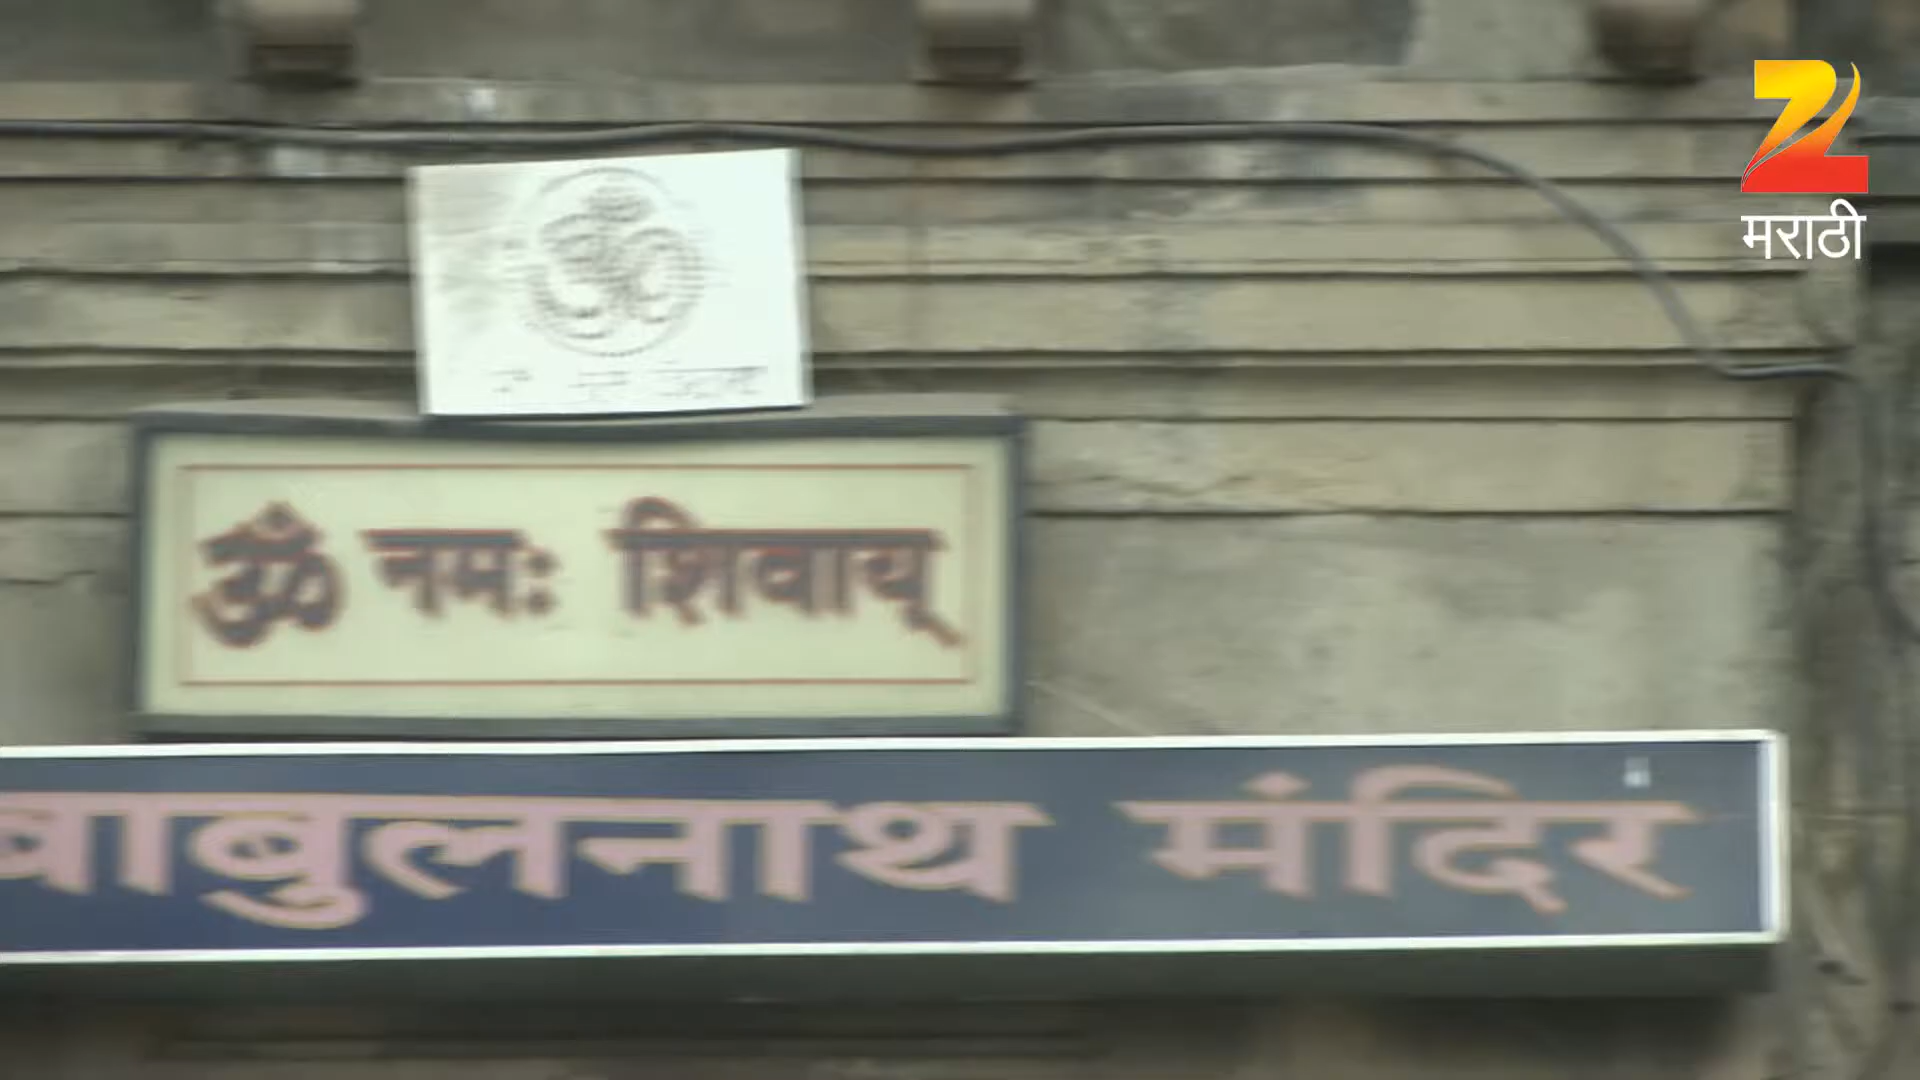 मराठी
ॐ नमः शिवाय्
बाबुलनाथ मंदिर